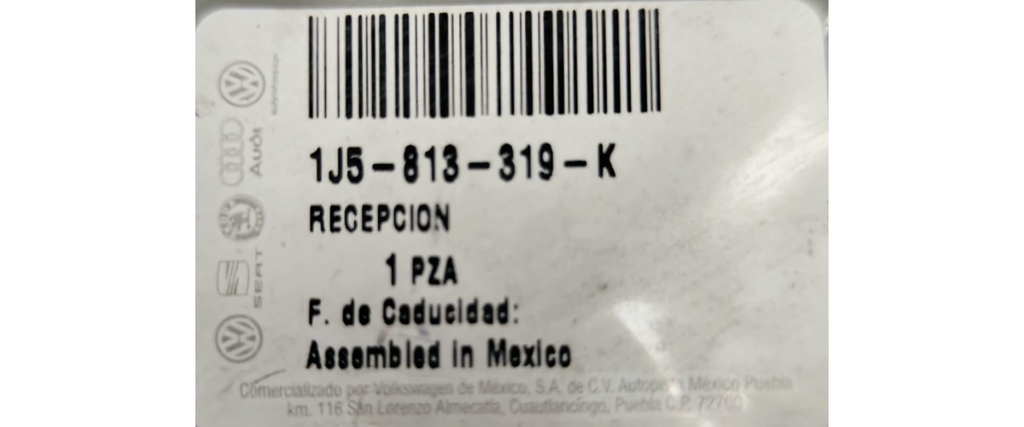 1J5-813-319-K
RECEPCION
1 PZA
F. de Caducidad:
Assembled in Mexico
Comercializado por Volkswagen de México, S.A. de C.V. Autopista México Puebla
km. 116 San Lorenzo Almecatla, Cuautlancingo, Puebla C.P.
AUDI
SEAT